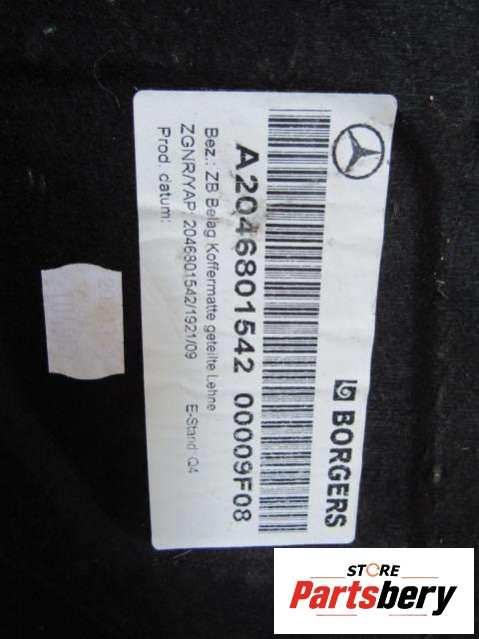 BORGERS
A2046801542 00009F08
Bez.: ZB Belag Koffermatte geteilte Lehne
ZGNR/YAP: 2046801542/1921/09 E-Stand: Q4
Prod. datum:
STORE
Partsbery